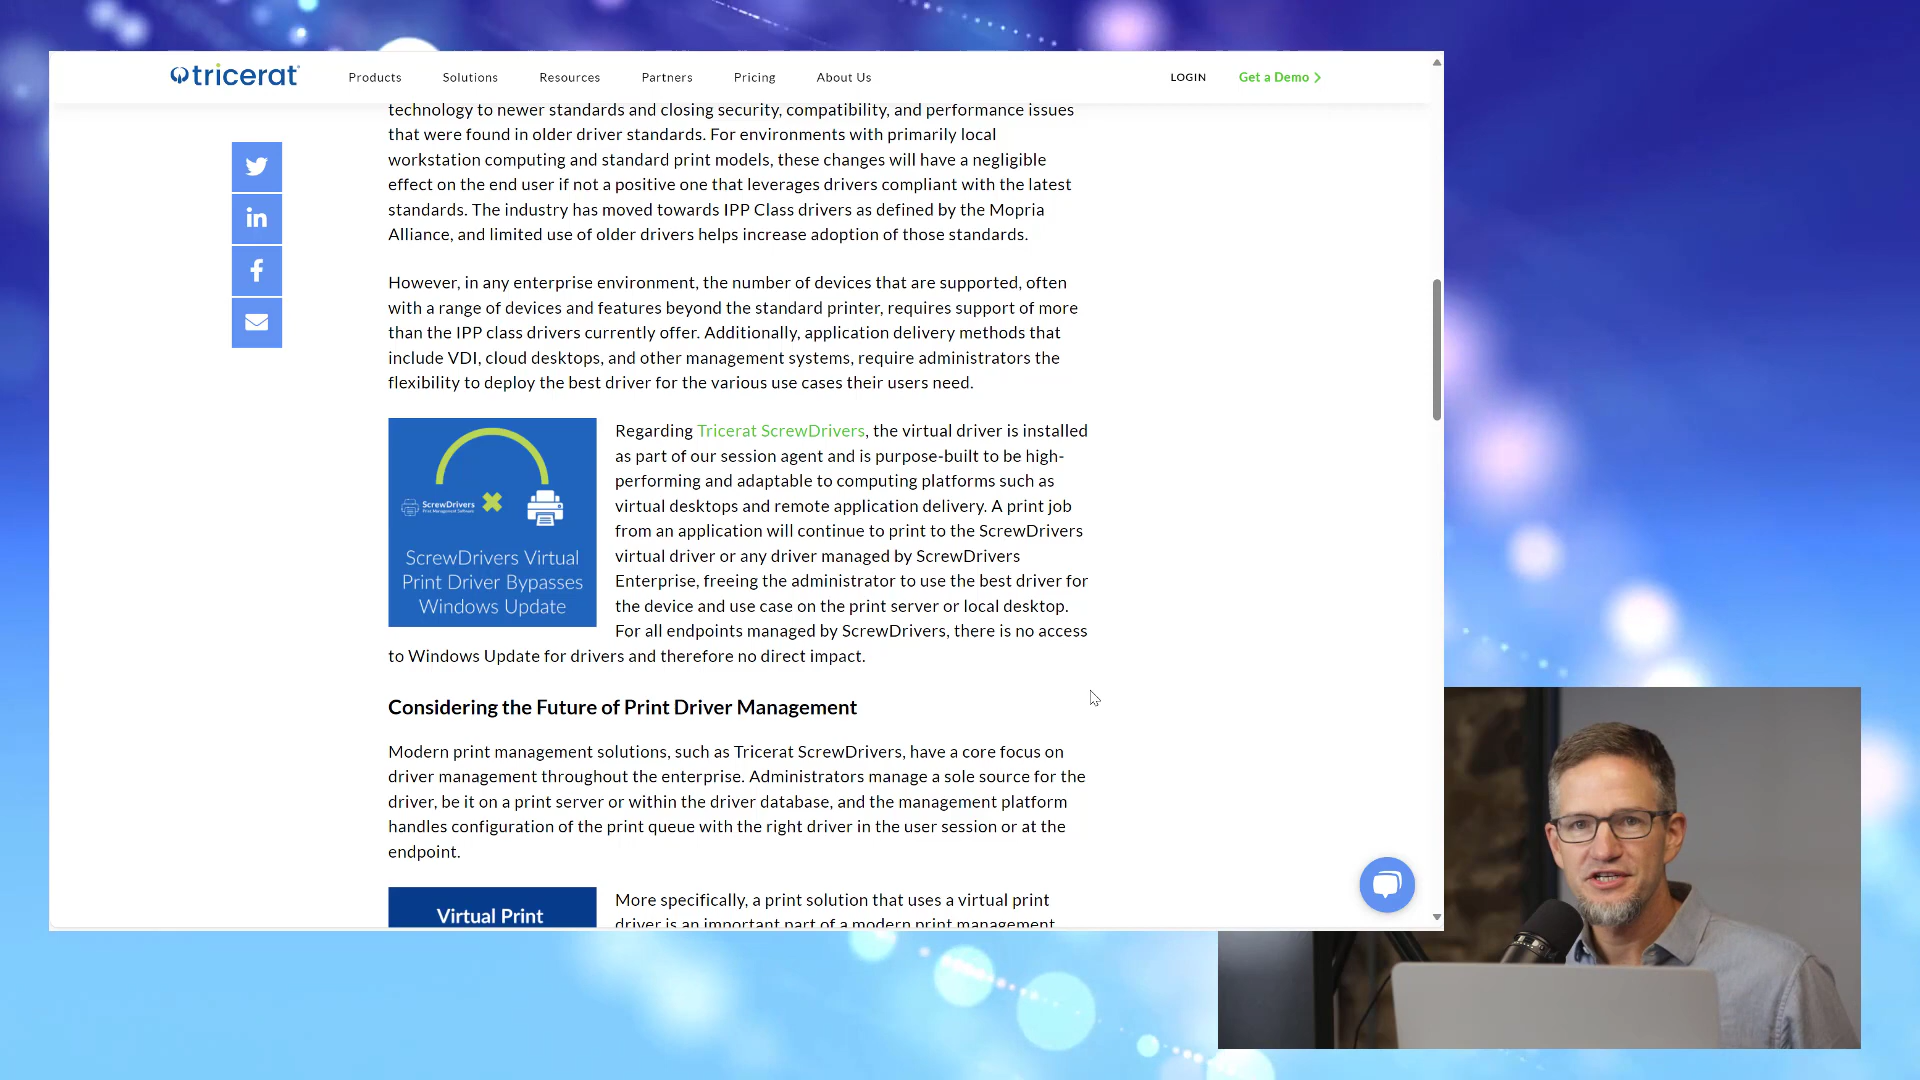 tricerat
Products Solutions Resources Partners Pricing About Us LOGIN Get a Demo
technology to newer standards and closing security, compatibility, and performance issues
that were found in older driver standards. For environments with primarily local
workstation computing and standard print models, these changes will have a negligible
effect on the end user if not a positive one that leverages drivers compliant with the latest
standards. The industry has moved towards IPP Class drivers as defined by the Mopria
Alliance, and limited use of older drivers helps increase adoption of those standards.
However, in any enterprise environment, the number of devices that are supported, often
with a range of devices and features beyond the standard printer, requires support of more
than the IPP class drivers currently offer. Additionally, application delivery methods that
include VDI, cloud desktops, and other management systems, require administrators the
flexibility to deploy the best driver for the various use cases their users need.
ScrewDrivers
Print Management Software
ScrewDrivers Virtual
Print Driver Bypasses
Windows Update
Regarding Tricerat ScrewDrivers, the virtual driver is installed
as part of our session agent and is purpose-built to be high-
performing and adaptable to computing platforms such as
virtual desktops and remote application delivery. A print job
from an application will continue to print to the ScrewDrivers
virtual driver or any driver managed by ScrewDrivers
Enterprise, freeing the administrator to use the best driver for
the device and use case on the print server or local desktop.
For all endpoints managed by ScrewDrivers, there is no access
to Windows Update for drivers and therefore no direct impact.
Considering the Future of Print Driver Management
Modern print management solutions, such as Tricerat ScrewDrivers, have a core focus on
driver management throughout the enterprise. Administrators manage a sole source for the
driver, be it on a print server or within the driver database, and the management platform
handles configuration of the print queue with the right driver in the user session or at the
endpoint.
Virtual Print
More specifically, a print solution that uses a virtual print
driver is an important part of a modern print management